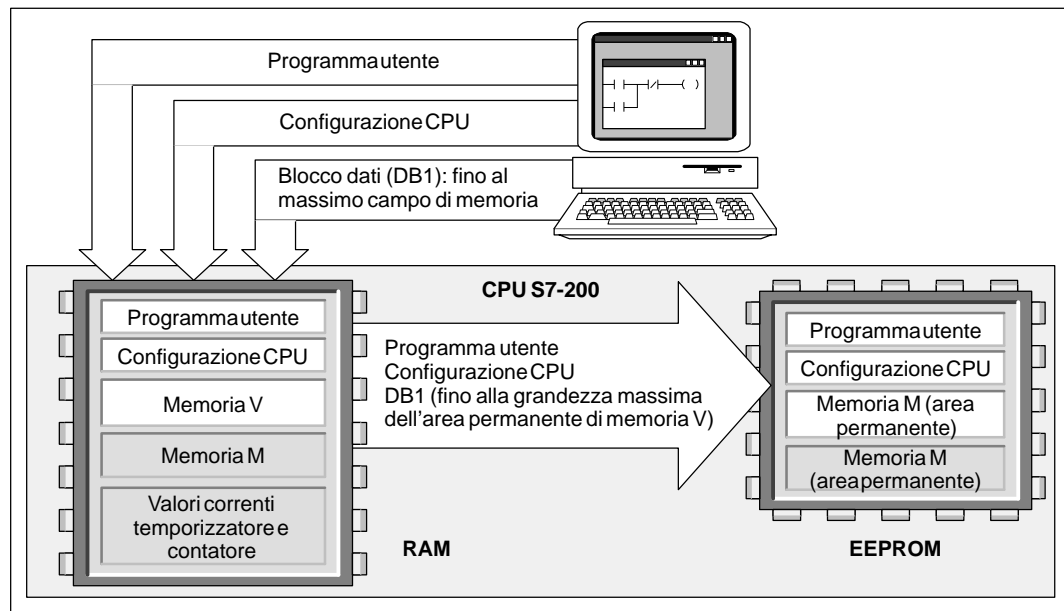 Programma utente
Configurazione CPU
Blocco dati (DB1): fino al
massimo campo di memoria
CPU S7-200
Programma utente
Configurazione CPU
Memoria V
Memoria M
Valori correnti
temporizzatore e
contatore
RAM
Programma utente
Configurazione CPU
DB1 (fino alla grandezza massima
dell'area permanente di memoria V)
Programma utente
Configurazione CPU
Memoria M (area
permanente)
Memoria M
(area permanente)
EEPROM